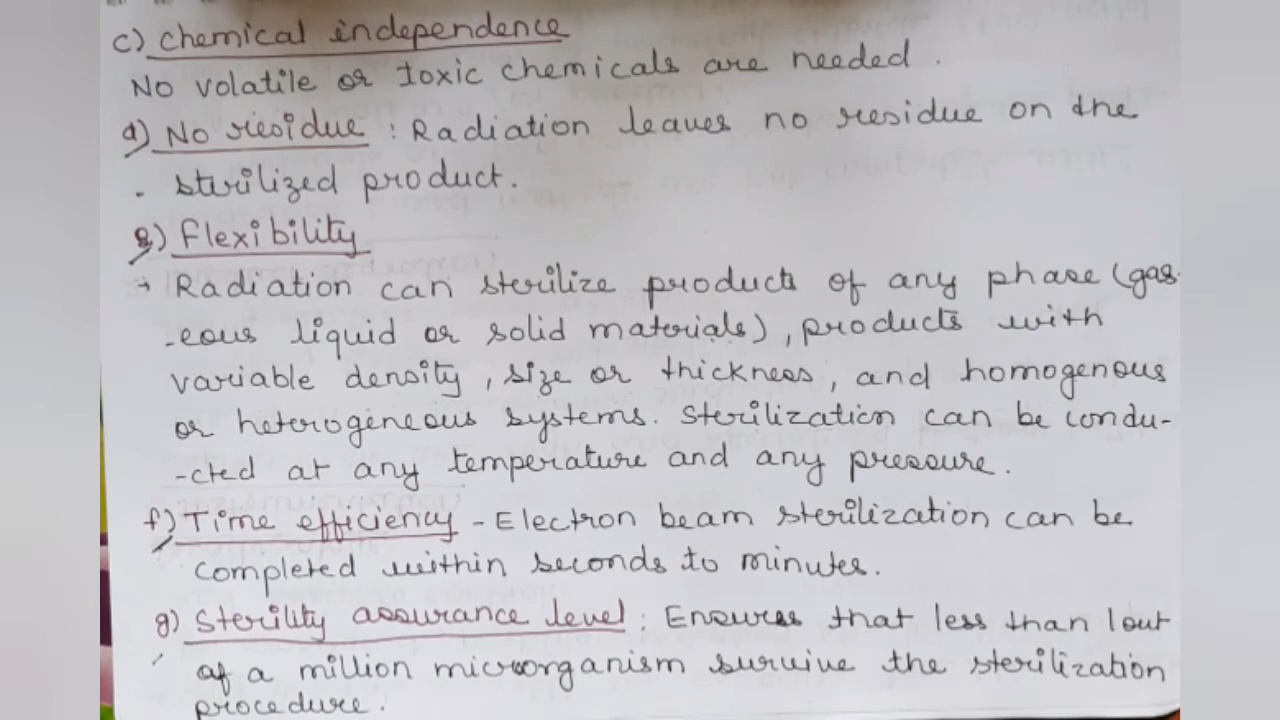 c) Chemical independence
No volatile or toxic chemicals are needed.
d) No residue : Radiation leaves no residue on the
sterilized product.
e) Flexibility
→ Radiation can sterilize products of any phase (gas-
-eous liquid or solid materials), products with
variable density, size or thickness, and homogenous
or heterogeneous systems. Sterilization can be condu-
-cted at any temperature and any pressure.
f) Time efficiency - Electron beam sterilization can be
completed within seconds to minutes.
g) Sterility assurance level : Ensures that less than 1 out
of a million microrganism survive the sterilization
procedure.